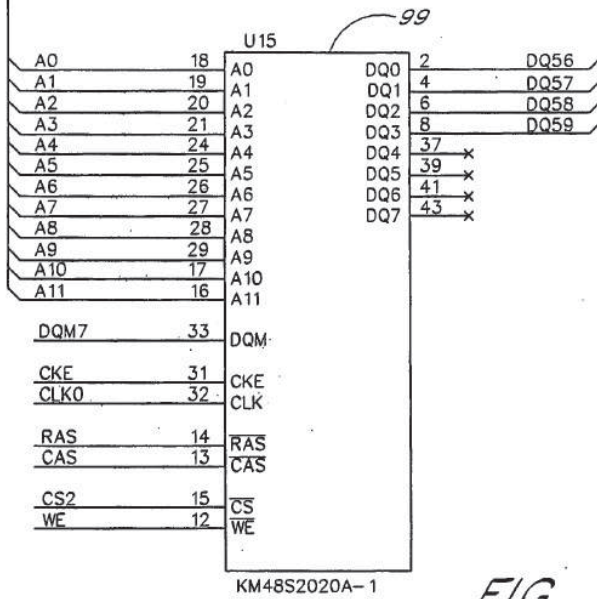 99
U15
A0 18 A0 DQ0 2 DQ56
A1 19 A1 DQ1 4 DQ57
A2 20 A2 DQ2 6 DQ58
A3 21 A3 DQ3 8 DQ59
A4 24 A4 DQ4 37
A5 25 A5 DQ5 39
A6 26 A6 DQ6 41
A7 27 A7 DQ7 43
A8 28 A8
A9 29 A9
A10 17 A10
A11 16 A11
DQM7 33 DQM
CKE 31 CKE
CLK0 32 CLK
RAS 14 R̅A̅S̅
CAS 13 C̅A̅S̅
CS2 15 C̅S̅
WE 12 W̅E̅
KM48S2020A-1
FIG